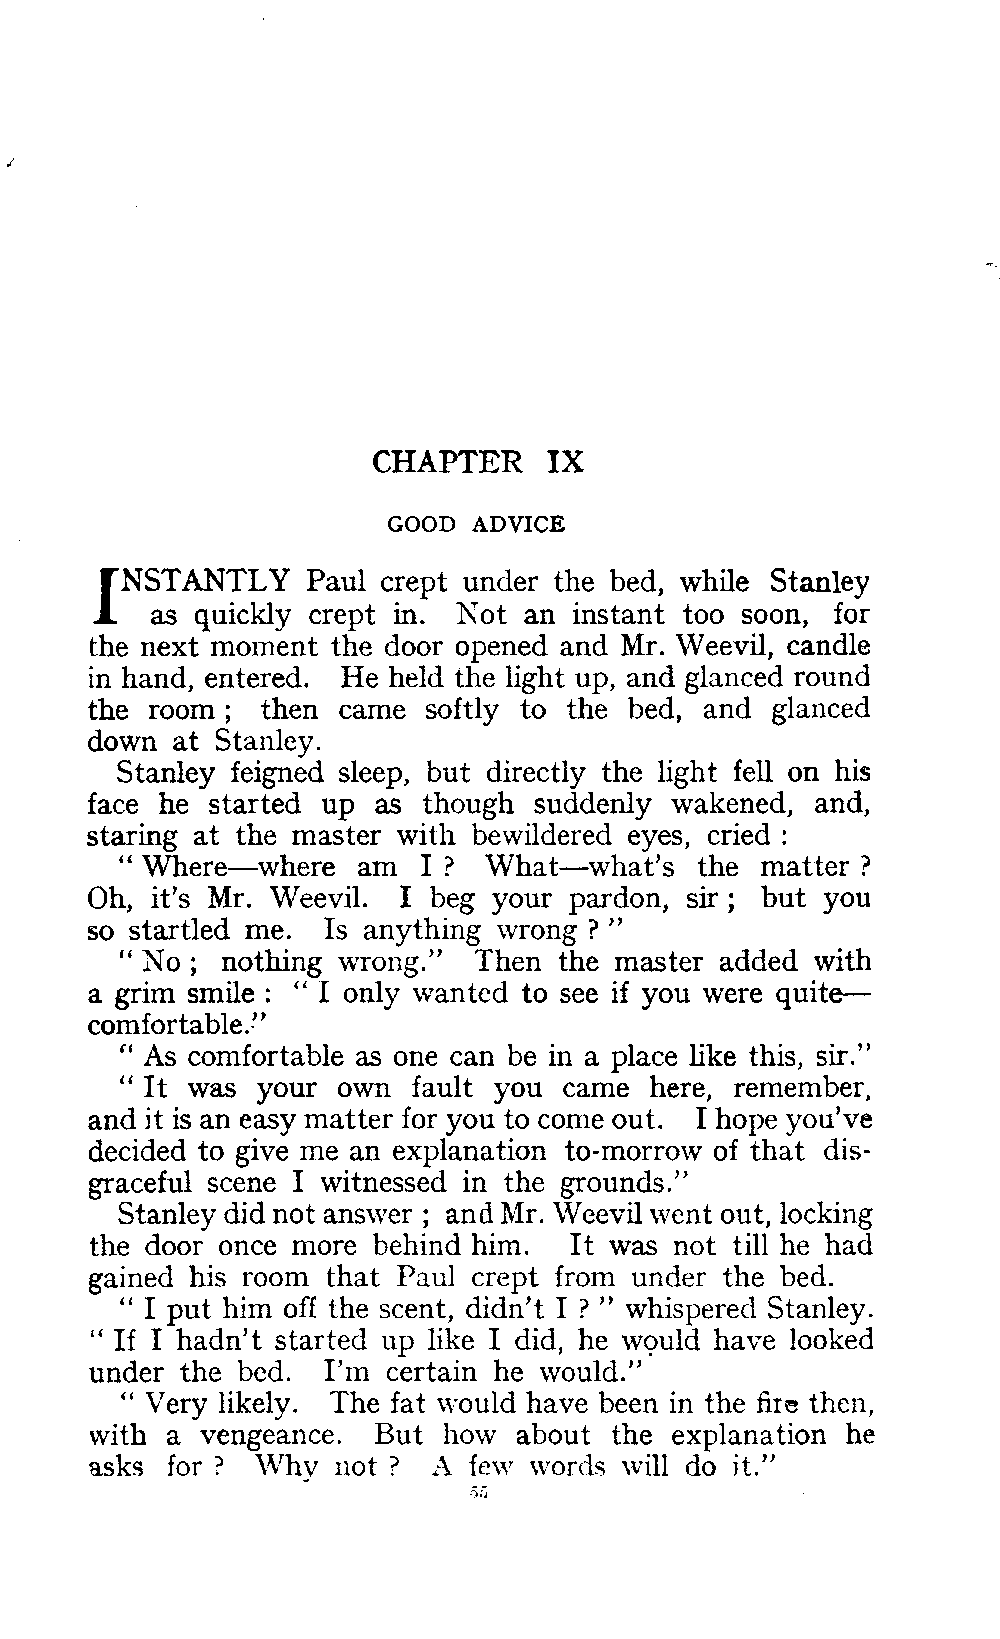 CHAPTER IX
GOOD ADVICE
INSTANTLY Paul crept under the bed, while Stanley
as quickly crept in. Not an instant too soon, for
the next moment the door opened and Mr. Weevil, candle
in hand, entered. He held the light up, and glanced round
the room ; then came softly to the bed, and glanced
down at Stanley.
Stanley feigned sleep, but directly the light fell on his
face he started up as though suddenly wakened, and,
staring at the master with bewildered eyes, cried :
" Where—where am I ? What—what's the matter ?
Oh, it's Mr. Weevil. I beg your pardon, sir ; but you
so startled me. Is anything wrong ? "
" No ; nothing wrong." Then the master added with
a grim smile : " I only wanted to see if you were quite—
comfortable."
" As comfortable as one can be in a place like this, sir."
" It was your own fault you came here, remember,
and it is an easy matter for you to come out. I hope you've
decided to give me an explanation to-morrow of that dis-
graceful scene I witnessed in the grounds."
Stanley did not answer ; and Mr. Weevil went out, locking
the door once more behind him. It was not till he had
gained his room that Paul crept from under the bed.
" I put him off the scent, didn't I ? " whispered Stanley.
" If I hadn't started up like I did, he would have looked
under the bed. I'm certain he would."
" Very likely. The fat would have been in the fire then,
with a vengeance. But how about the explanation he
asks for ? Why not ? A few words will do it."
55